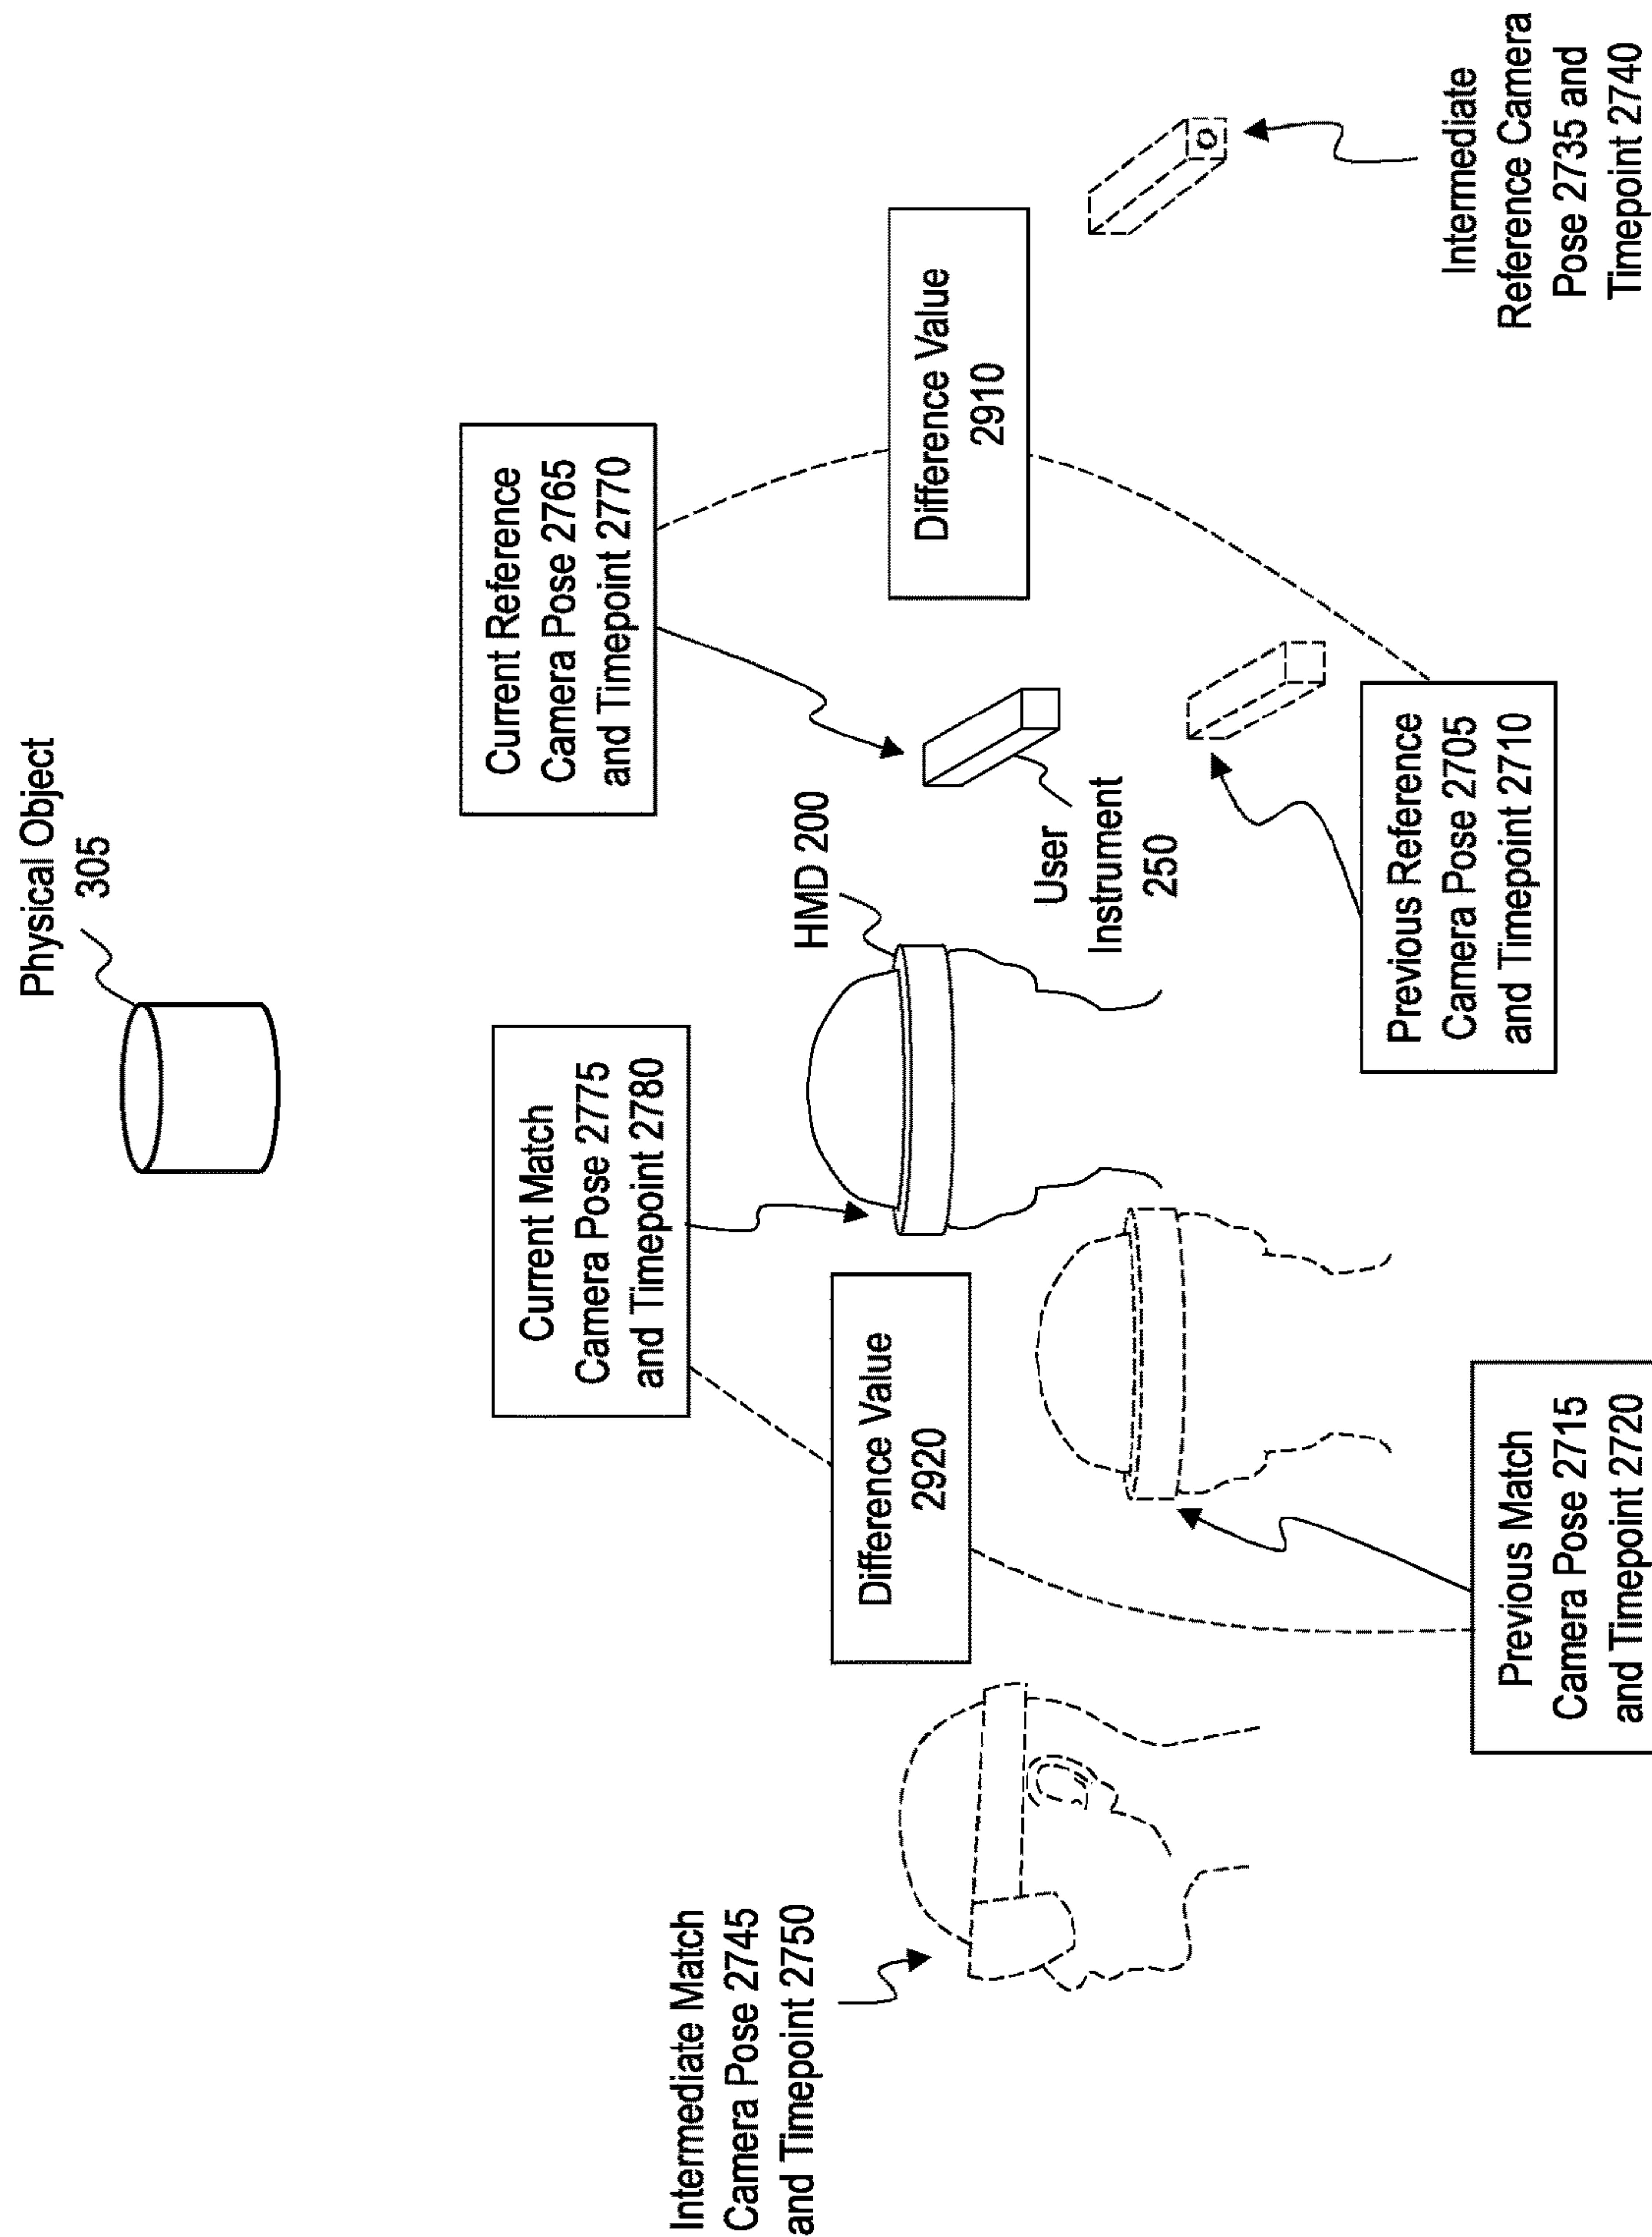 Physical Object
305
Current Match
Camera Pose 2775
and Timepoint 2780
Current Reference
Camera Pose 2765
and Timepoint 2770
Intermediate Match
Camera Pose 2745
and Timepoint 2750
Difference Value
2920
HMD 200
User
Instrument
250
Difference Value
2910
Previous Match
Camera Pose 2715
and Timepoint 2720
Previous Reference
Camera Pose 2705
and Timepoint 2710
Intermediate
Reference Camera
Pose 2735 and
Timepoint 2740